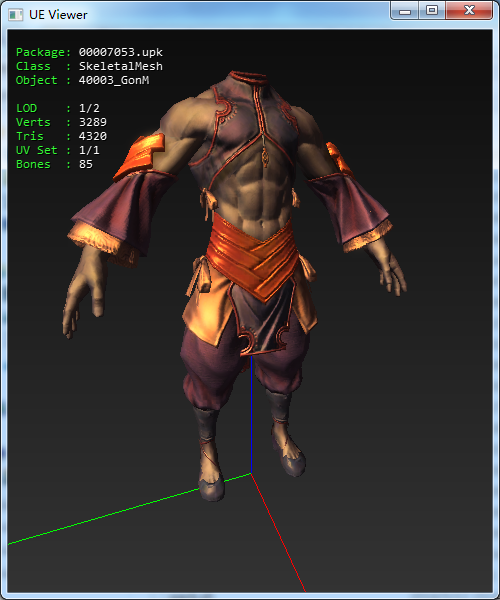 UE Viewer
Package: 00007053.upk
Class : SkeletalMesh
Object : 40003_GonM
LOD : 1/2
Verts : 3289
Tris : 4320
UV Set : 1/1
Bones : 85